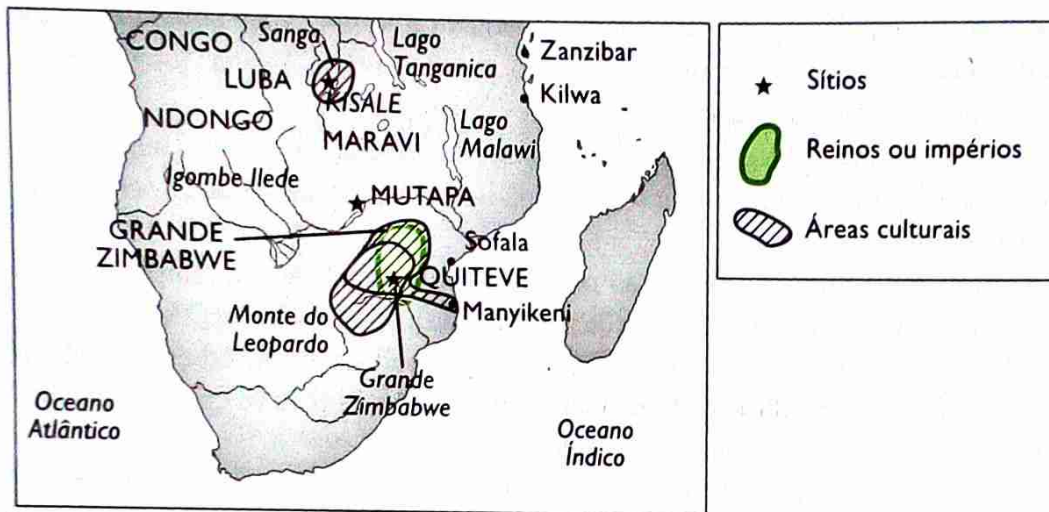 CONGO
Sanga
Lago
Tanganica
Zanzibar
LUBA
KISALE
Kilwa
NDONGO
MARAVI
Lago
Malawi
Igombe Ilede
MUTAPA
GRANDE
ZIMBABWE
Sofala
QUITEVE
Manyikeni
Monte do
Leopardo
Grande
Zimbabwe
Oceano
Atlântico
Oceano
Índico
Sítios
Reinos ou impérios
Áreas culturais